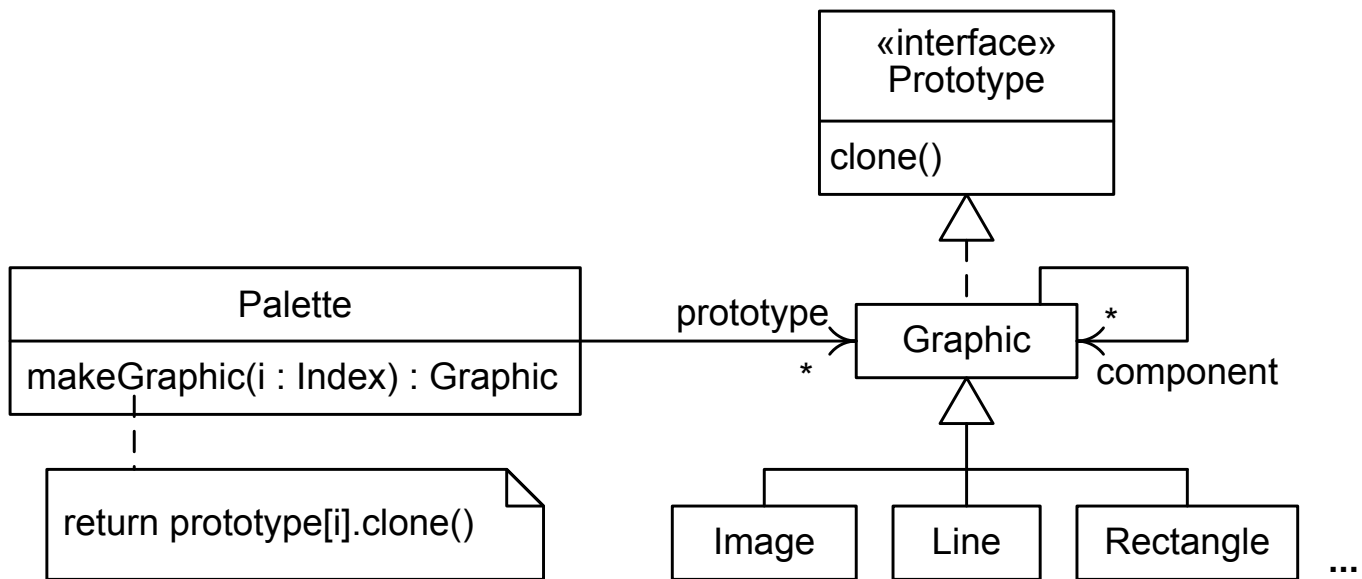 «interface»
Prototype
clone()
Palette
makeGraphic(i : Index) : Graphic
prototype
*
Graphic
*
component
return prototype[i].clone()
Image
Line
Rectangle
...